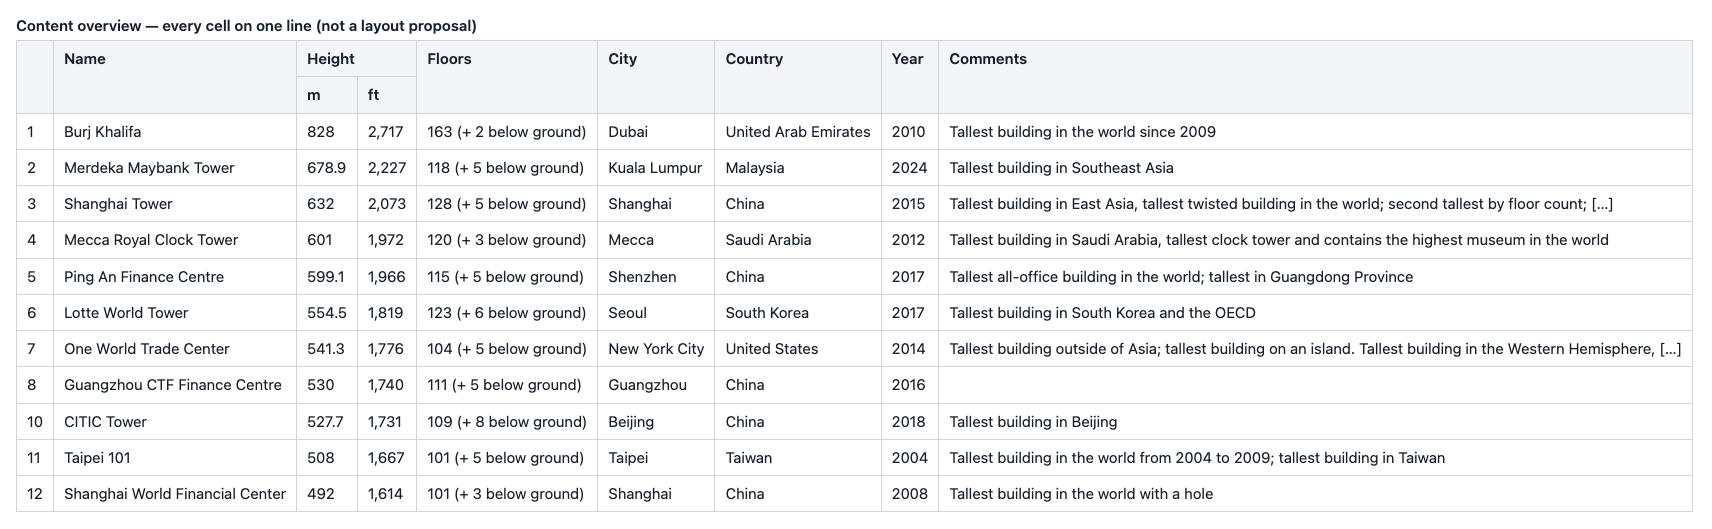 Content overview — every cell on one line (not a layout proposal)
Name Height Floors City Country Year Comments
m ft
1 Burj Khalifa 828 2,717 163 (+ 2 below ground) Dubai United Arab Emirates 2010 Tallest building in the world since 2009
2 Merdeka Maybank Tower 678.9 2,227 118 (+ 5 below ground) Kuala Lumpur Malaysia 2024 Tallest building in Southeast Asia
3 Shanghai Tower 632 2,073 128 (+ 5 below ground) Shanghai China 2015 Tallest building in East Asia, tallest twisted building in the world; second tallest by floor count; [...]
4 Mecca Royal Clock Tower 601 1,972 120 (+ 3 below ground) Mecca Saudi Arabia 2012 Tallest building in Saudi Arabia, tallest clock tower and contains the highest museum in the world
5 Ping An Finance Centre 599.1 1,966 115 (+ 5 below ground) Shenzhen China 2017 Tallest all-office building in the world; tallest in Guangdong Province
6 Lotte World Tower 554.5 1,819 123 (+ 6 below ground) Seoul South Korea 2017 Tallest building in South Korea and the OECD
7 One World Trade Center 541.3 1,776 104 (+ 5 below ground) New York City United States 2014 Tallest building outside of Asia; tallest building on an island. Tallest building in the Western Hemisphere, [...]
8 Guangzhou CTF Finance Centre 530 1,740 111 (+ 5 below ground) Guangzhou China 2016
10 CITIC Tower 527.7 1,731 109 (+ 8 below ground) Beijing China 2018 Tallest building in Beijing
11 Taipei 101 508 1,667 101 (+ 5 below ground) Taipei Taiwan 2004 Tallest building in the world from 2004 to 2009; tallest building in Taiwan
12 Shanghai World Financial Center 492 1,614 101 (+ 3 below ground) Shanghai China 2008 Tallest building in the world with a hole